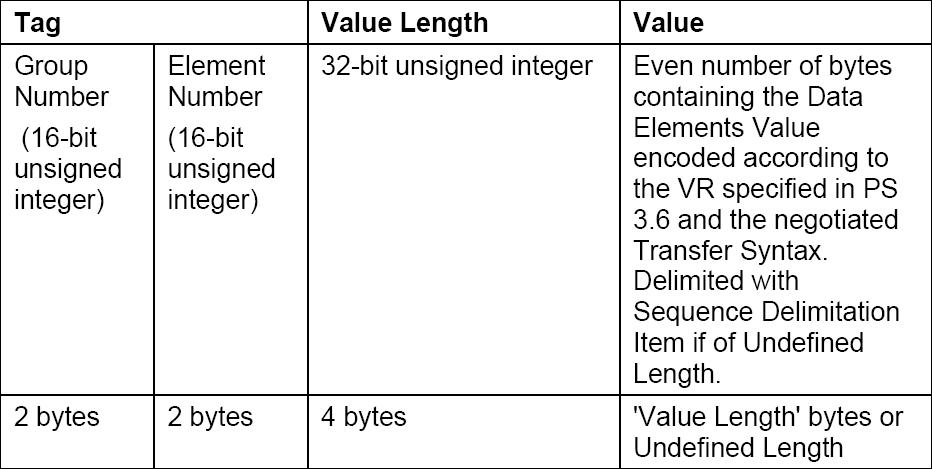 Tag
Value Length
Value
Group
Number
(16-bit
unsigned
integer)
Element
Number
(16-bit
unsigned
integer)
32-bit unsigned integer
Even number of bytes
containing the Data
Elements Value
encoded according to
the VR specified in PS
3.6 and the negotiated
Transfer Syntax.
Delimited with
Sequence Delimitation
Item if of Undefined
Length.
2 bytes
2 bytes
4 bytes
'Value Length' bytes or
Undefined Length